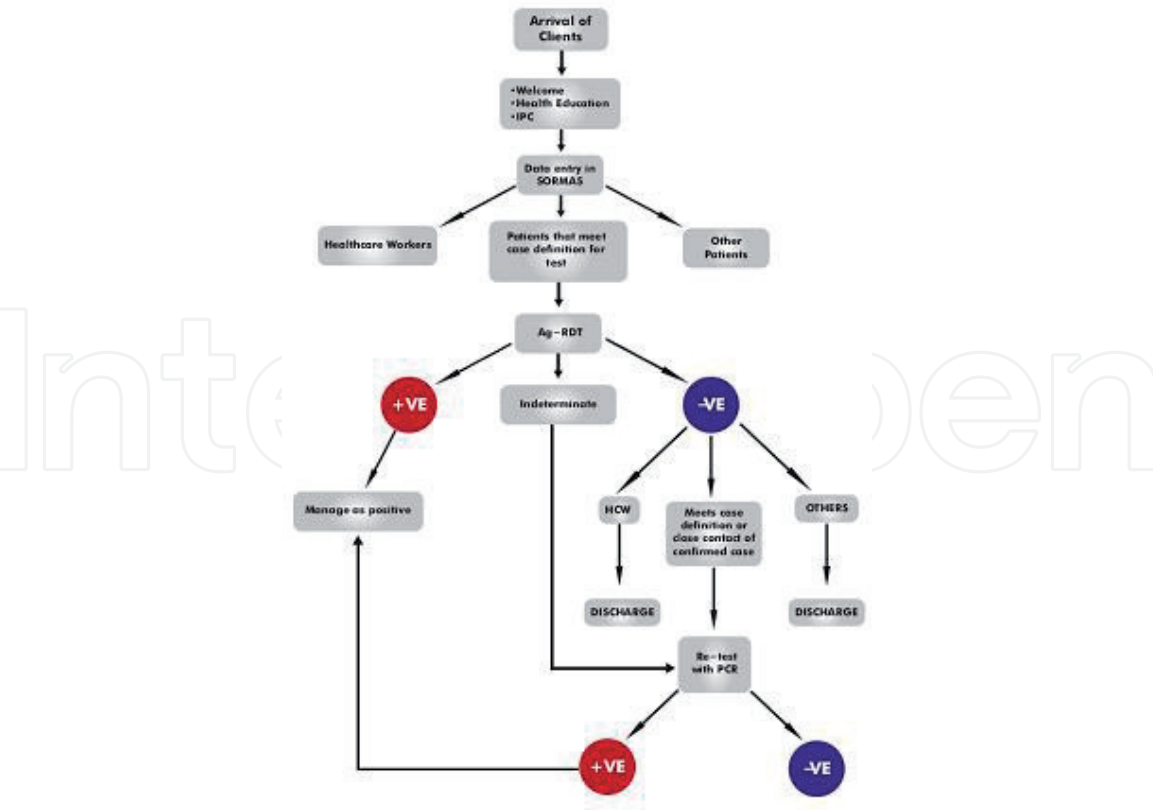 Arrival of
Clients
•Welcome
•Health Education
•IPC
Data entry in
SORMAS
Healthcare Workers
Patients that meet
case definition for
test
Other
Patients
Ag-RDT
+VE
Indeterminate
-VE
Manage as positive
HCW
Meets case
definition or
close contact of
confirmed case
OTHERS
DISCHARGE
DISCHARGE
Re-test
with PCR
+VE
-VE